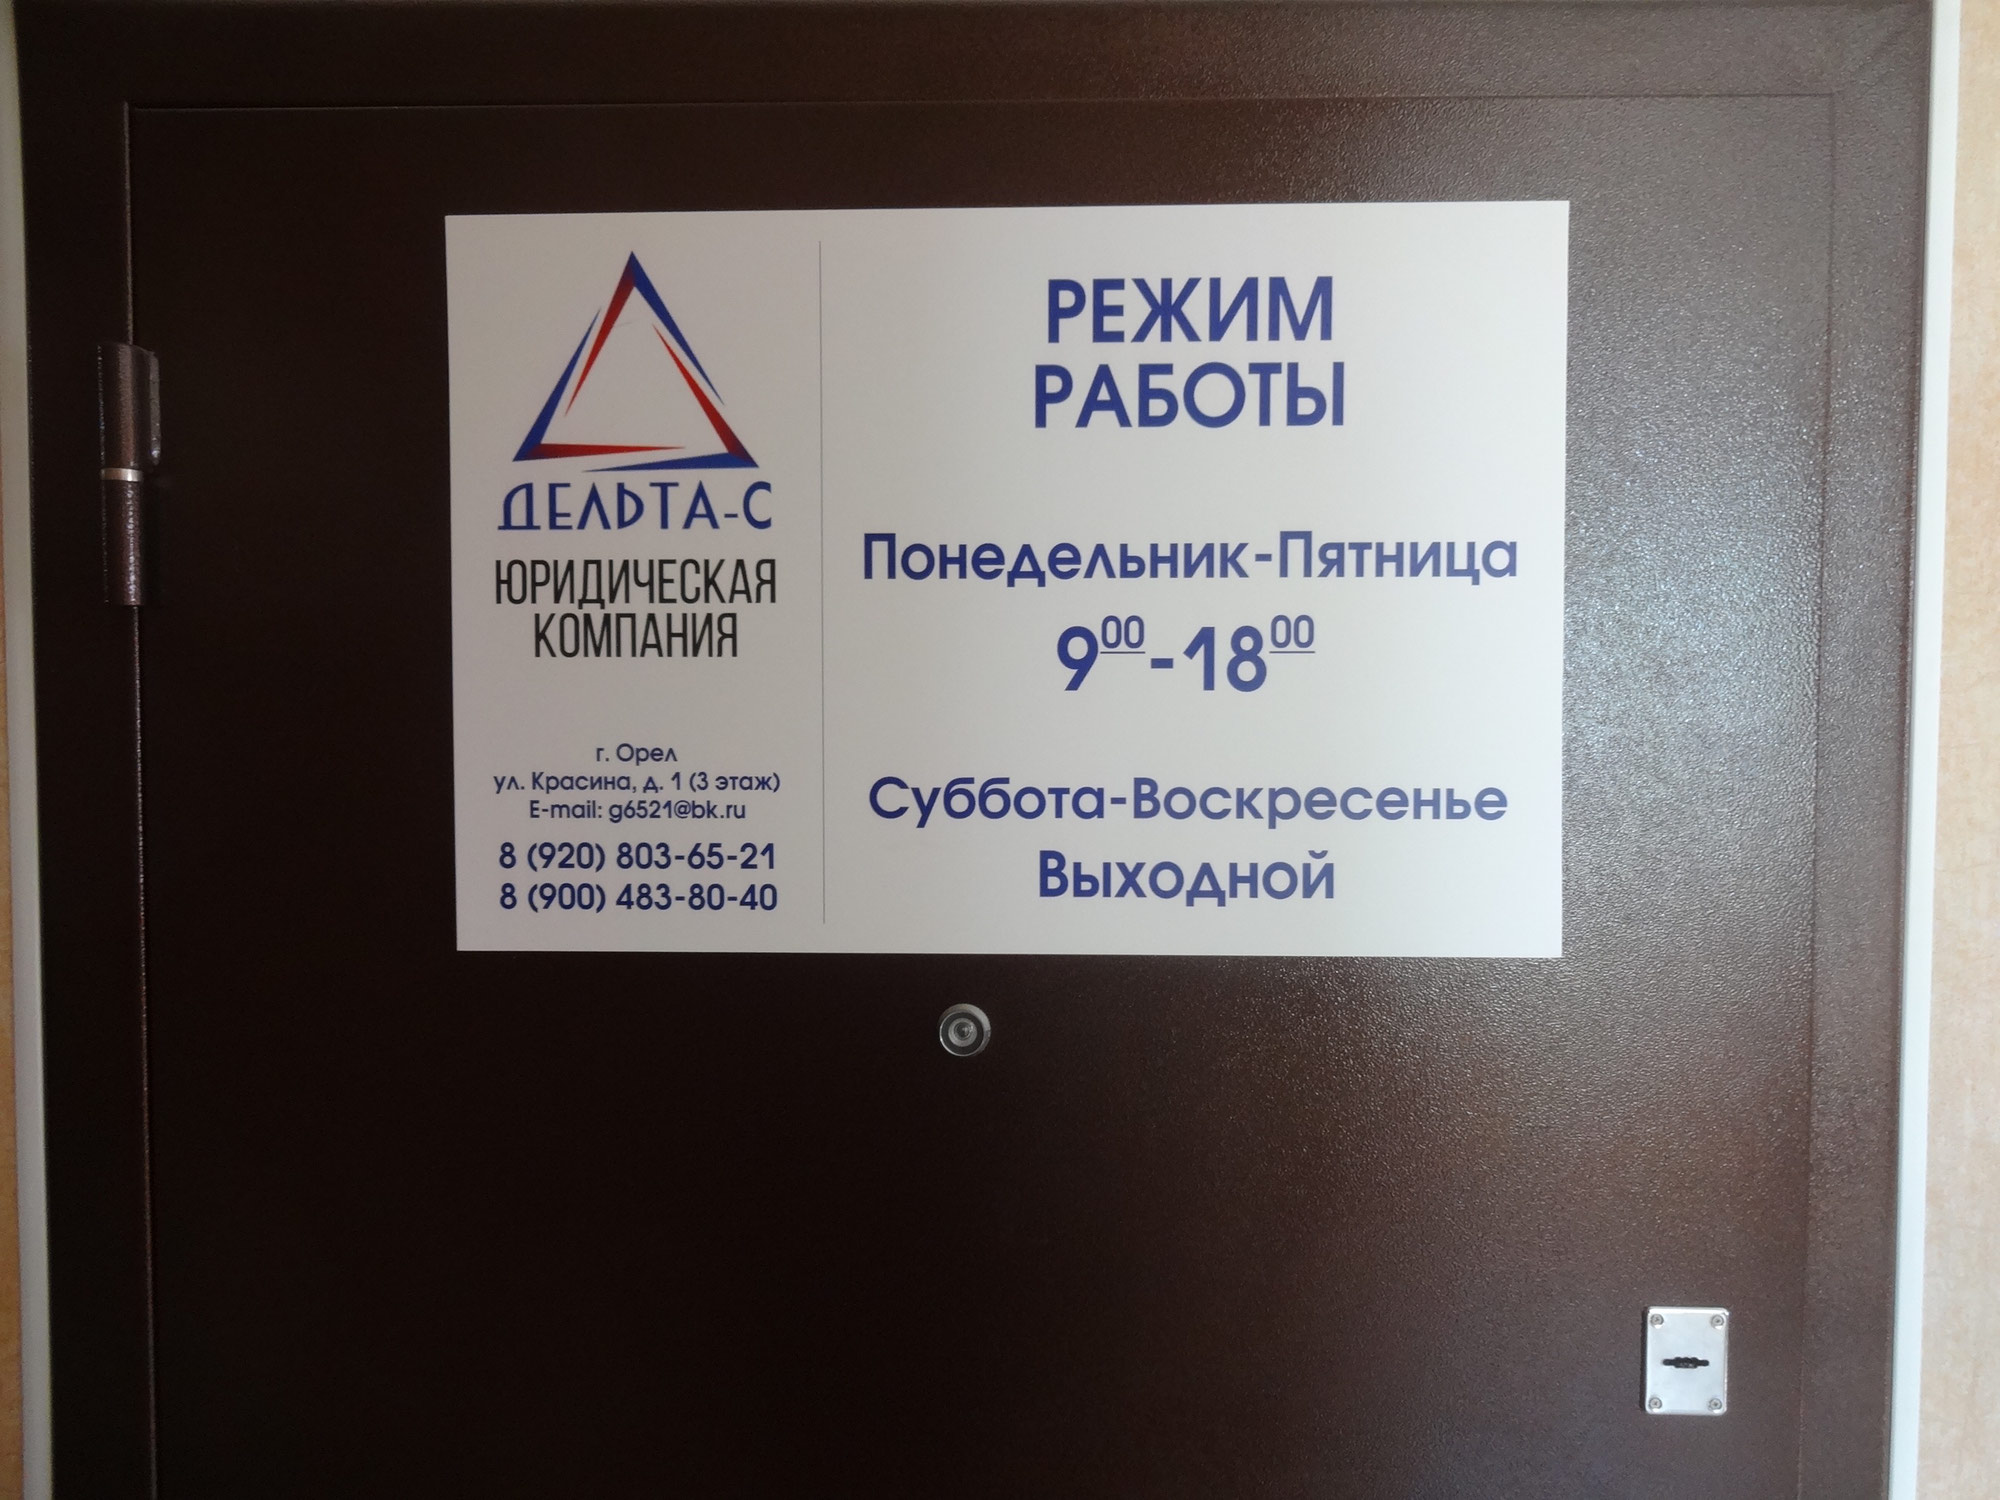 ДЕЛЬТА-С
ЮРИДИЧЕСКАЯ
КОМПАНИЯ
г. Орел
ул. Красина, д. 1 (3 этаж)
E-mail: g6521@bk.ru
8 (920) 803-65-21
8 (900) 483-80-40
РЕЖИМ
РАБОТЫ
Понедельник-Пятница
900-1800
Суббота-Воскресенье
Выходной